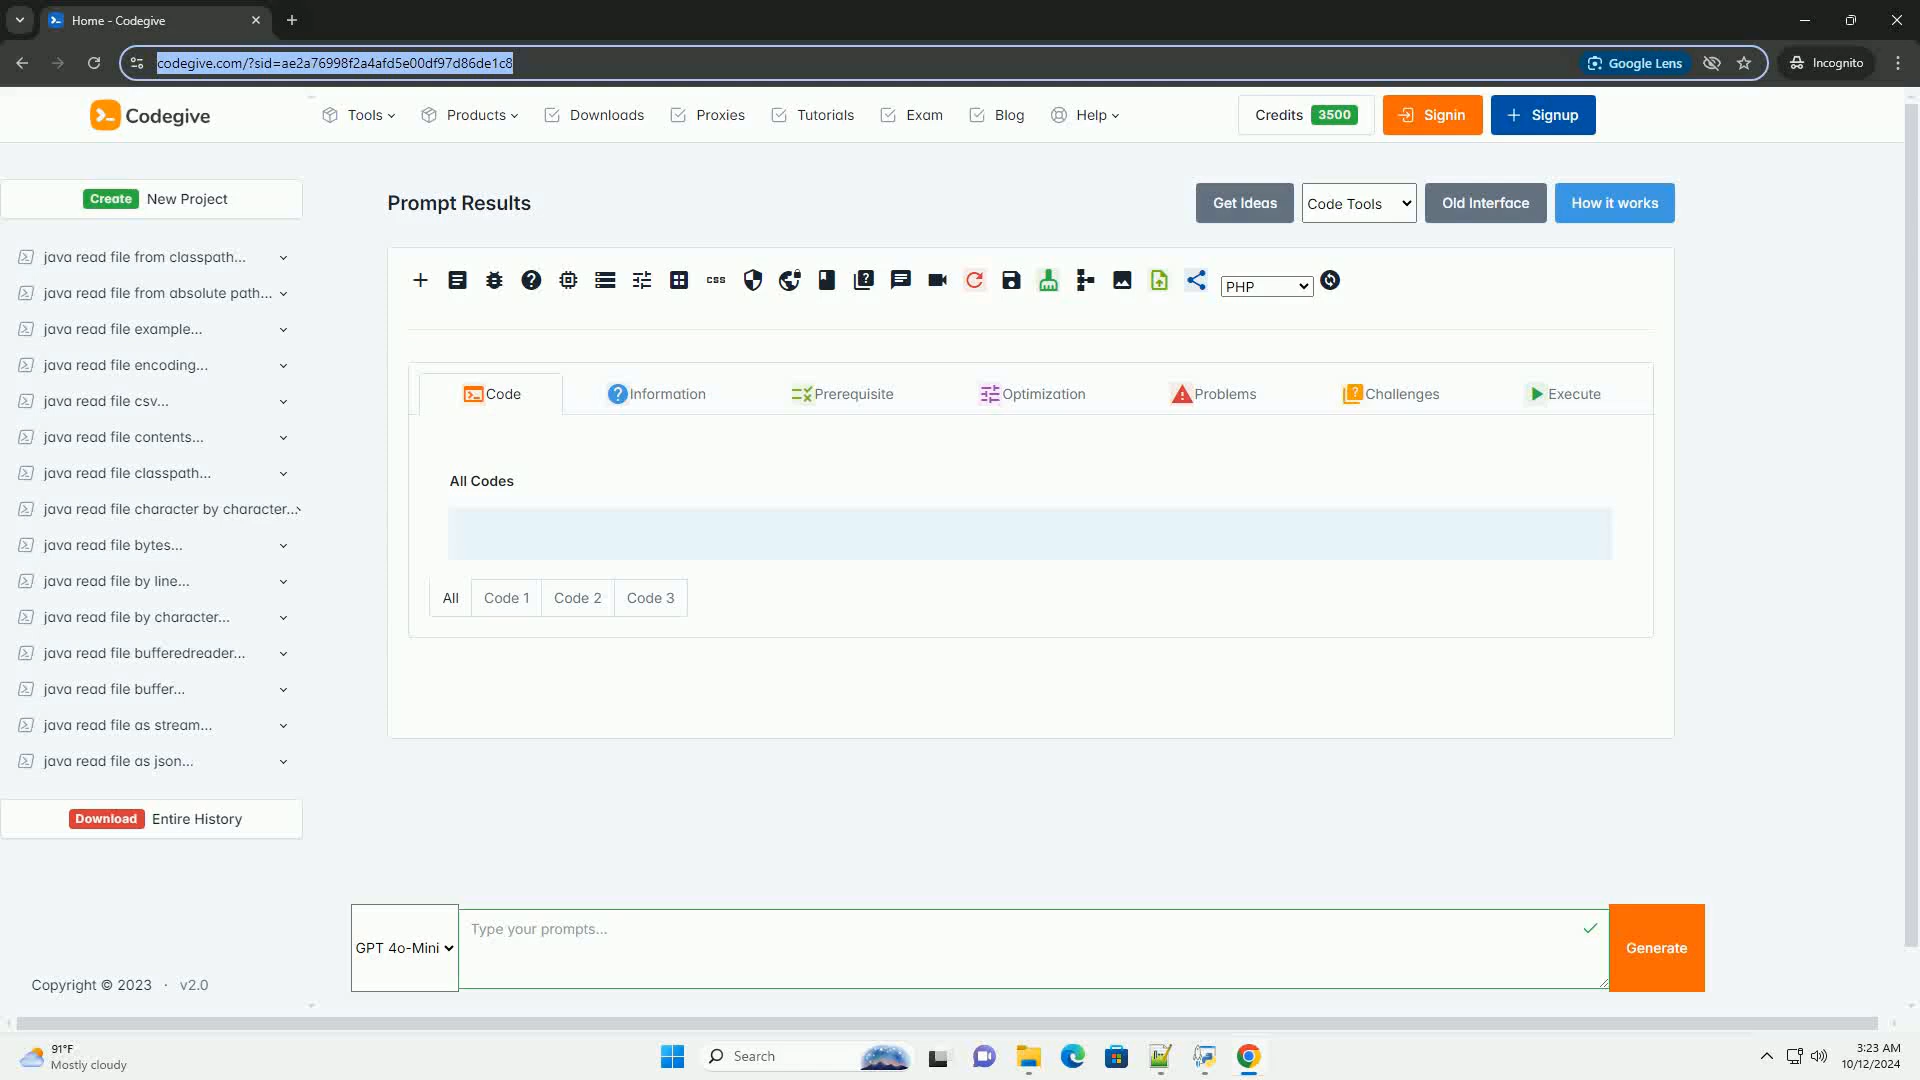 Home - Codegive
codegive.com/?sid=ae2a76998f2a4afd5e00df97d86de1c8
Google Lens
Incognito
Codegive
Tools
Products
Downloads
Proxies
Tutorials
Exam
Blog
Help
Credits 3500
Signin
Signup
Create New Project
java read file from classpath...
java read file from absolute path...
java read file example...
java read file encoding...
java read file csv...
java read file contents...
java read file classpath...
java read file character by character...
java read file bytes...
java read file by line...
java read file by character...
java read file bufferedreader...
java read file buffer...
java read file as stream...
java read file as json...
Download Entire History
Copyright © 2023 · v2.0
Prompt Results
Get Ideas
Code Tools
Old Interface
How it works
CSS
PHP
Code
Information
Prerequisite
Optimization
Problems
Challenges
Execute
All Codes
All
Code 1
Code 2
Code 3
GPT 4o-Mini
Type your prompts...
Generate
91°F
Mostly cloudy
Search
3:23 AM
10/12/2024